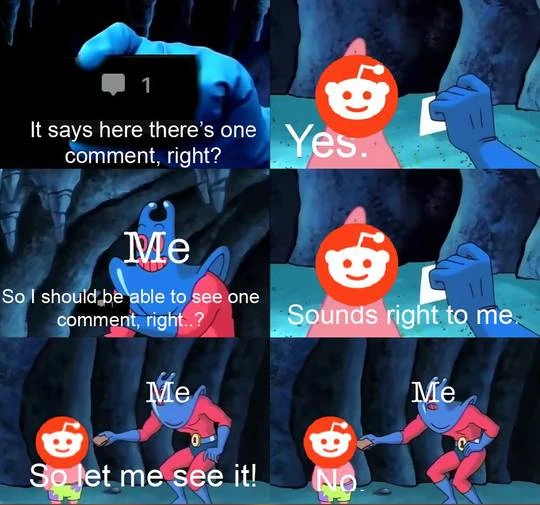 1
It says here there's one
comment, right?
Yes.
Me
So I should be able to see one
comment, right..?
Sounds right to me.
Me
So let me see it!
Me
No.